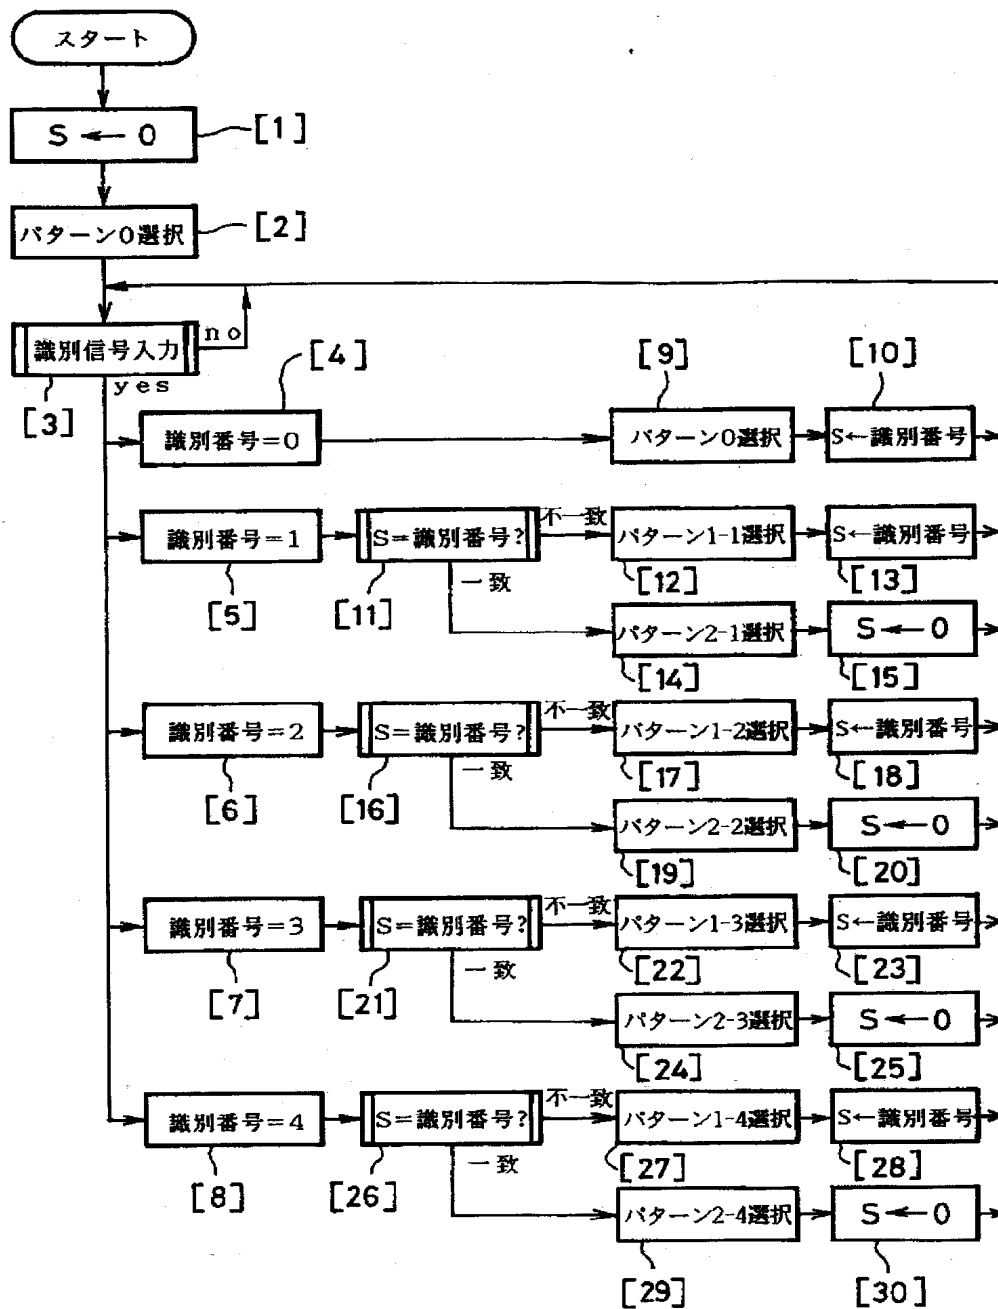 スタート
S ← 0
[1]
パターン0選択
[2]
識別信号入力
no
yes
[3]
[4]
[9]
[10]
識別番号=0
パターン0選択
S←識別番号
識別番号=1
S=識別番号?
不一致
パターン1-1選択
S←識別番号
[5]
[11]
一致
[12]
[13]
パターン2-1選択
S←0
[14]
[15]
識別番号=2
S=識別番号?
不一致
パターン1-2選択
S←識別番号
[6]
[16]
一致
[17]
[18]
パターン2-2選択
S←0
[19]
[20]
識別番号=3
S=識別番号?
不一致
パターン1-3選択
S←識別番号
[7]
[21]
一致
[22]
[23]
パターン2-3選択
S←0
[24]
[25]
識別番号=4
S=識別番号?
不一致
パターン1-4選択
S←識別番号
[8]
[26]
一致
[27]
[28]
パターン2-4選択
S←0
[29]
[30]